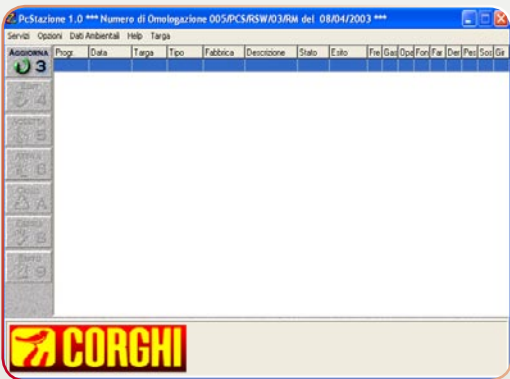 PcStazione 1.0 *** Numero di Omologazione 005/PCS/RSW/03/RM del 08/04/2003 ***
Servizi Opzioni Dati Ambientali Help Targa
AGGIORNA Progr. Data Targa Tipo Fabbrica Descrizione Stato Esito Fre Gas Opa Fon Far Der Pes Sos Gir
3
4
ACCETTA
5
6
A
8
9
CORGHI